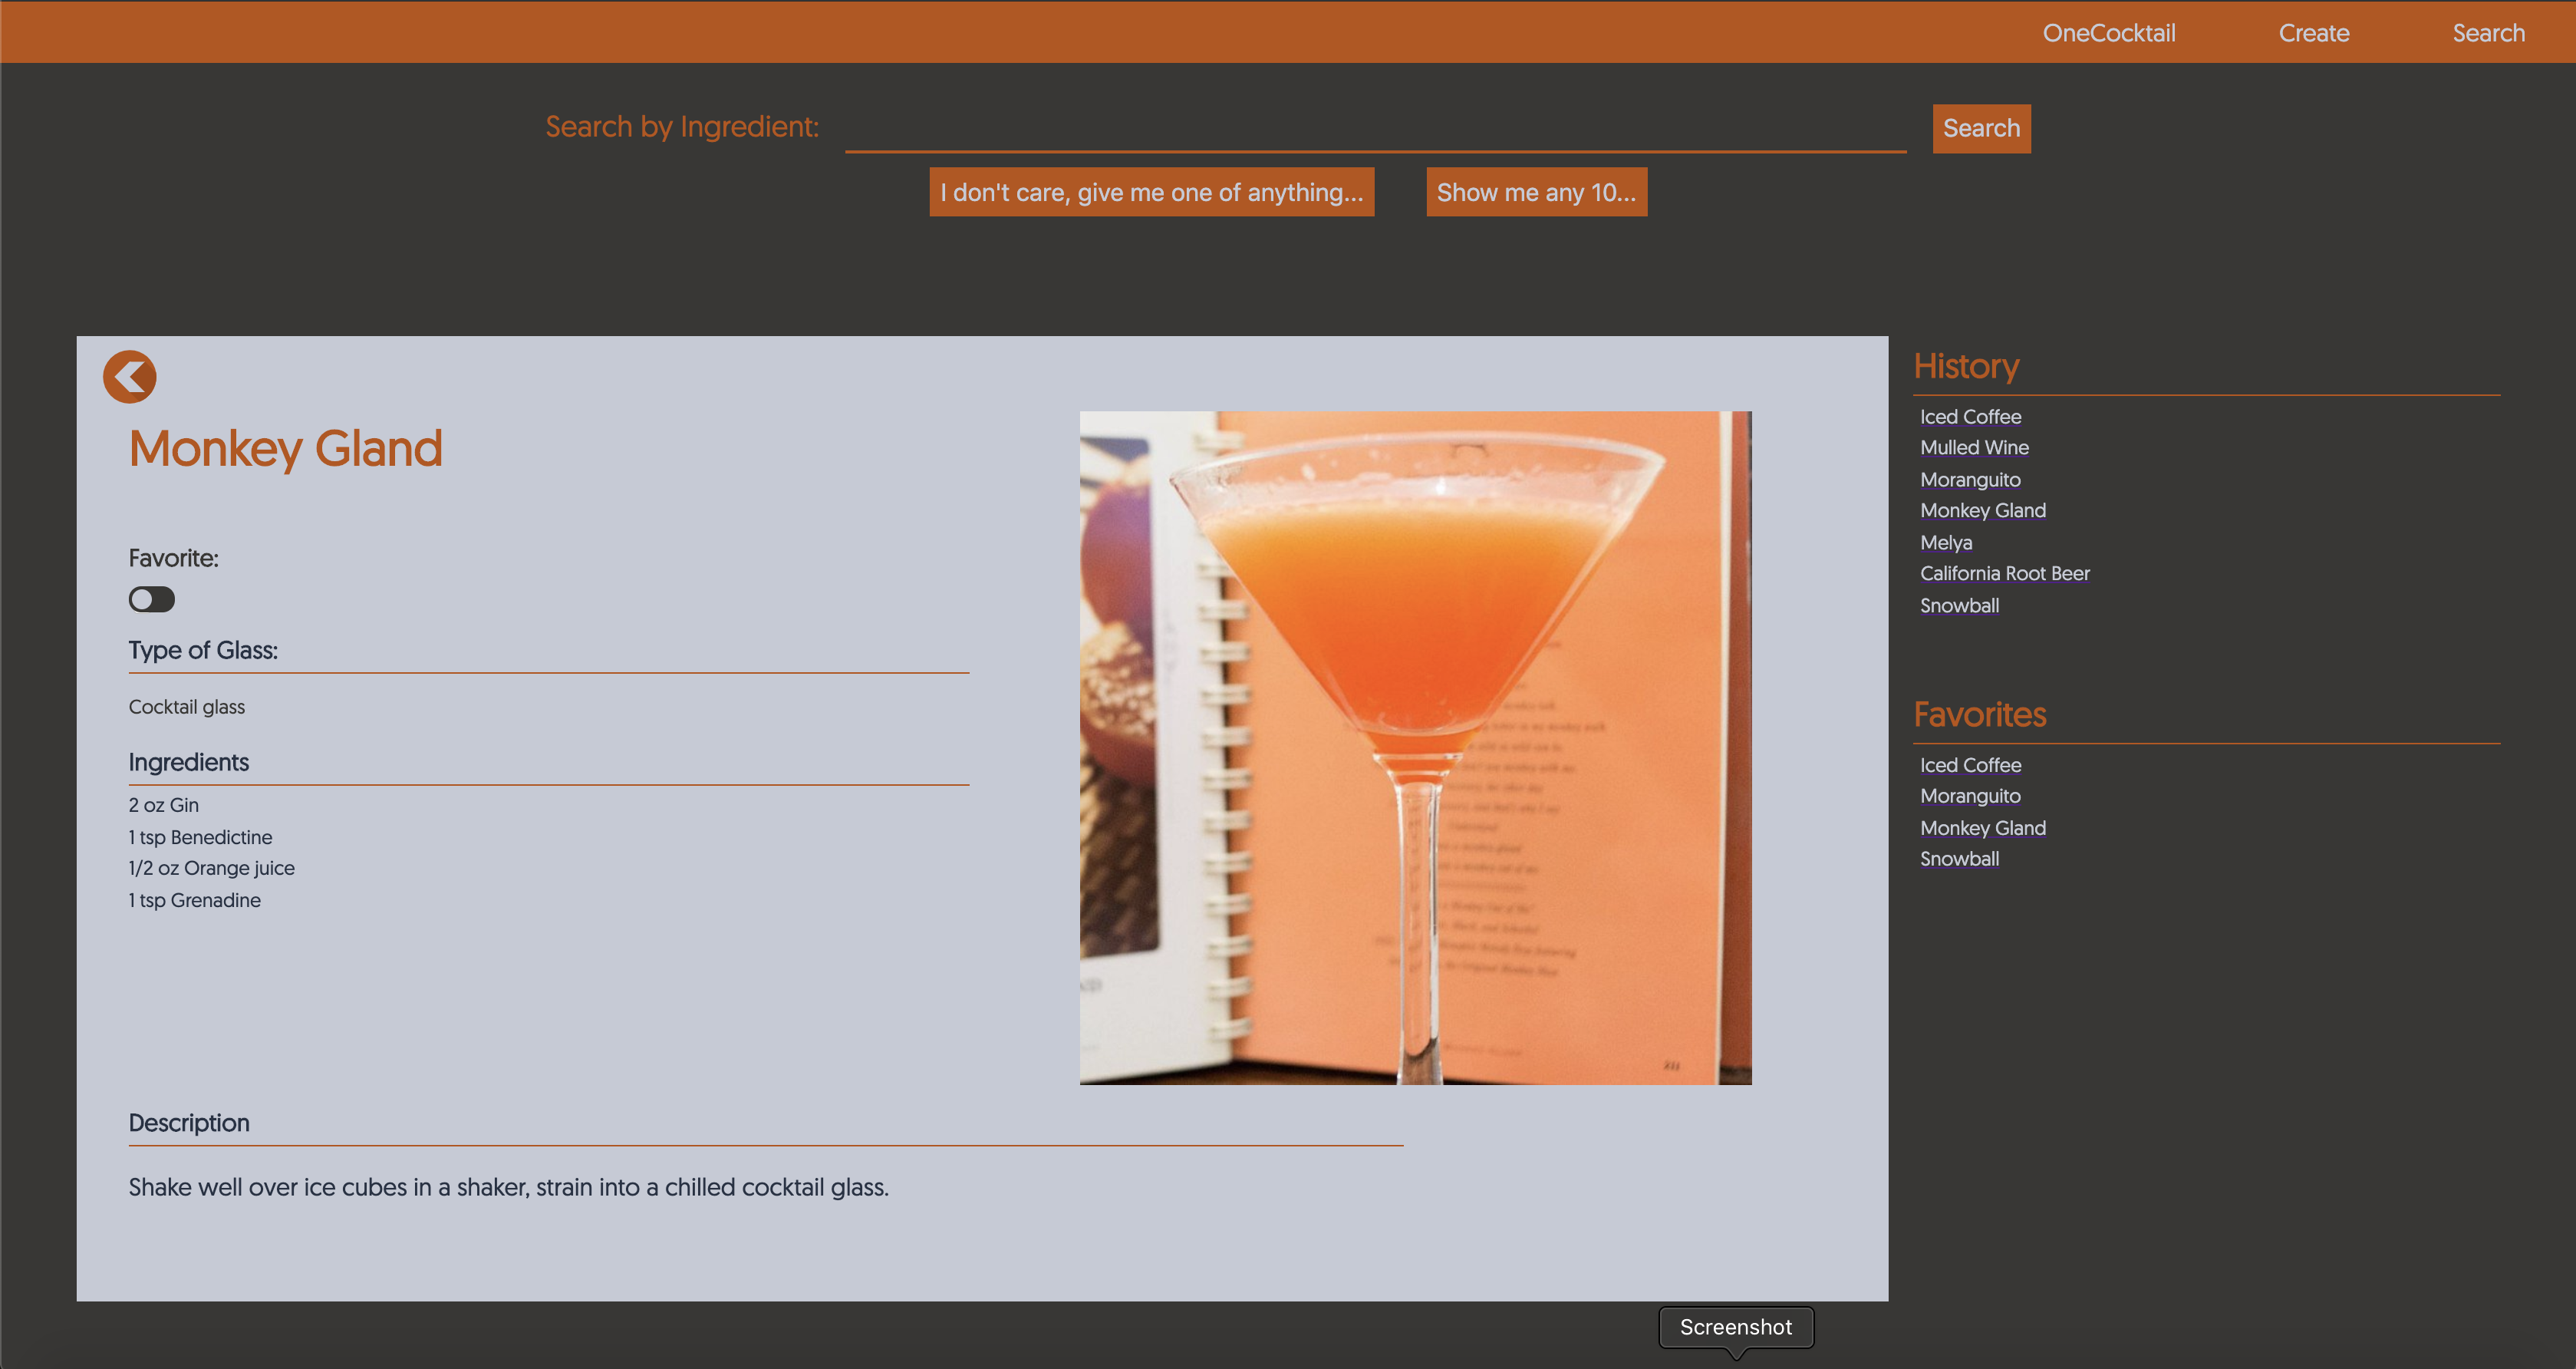 OneCocktail Create Search
Search by Ingredient: Search
I don't care, give me one of anything... Show me any 10...
Monkey Gland
Favorite:
Type of Glass:
Cocktail glass
Ingredients
2 oz Gin
1 tsp Benedictine
1/2 oz Orange juice
1 tsp Grenadine
Description
Shake well over ice cubes in a shaker, strain into a chilled cocktail glass.
History
Iced Coffee
Mulled Wine
Moranguito
Monkey Gland
Melya
California Root Beer
Snowball
Favorites
Iced Coffee
Moranguito
Monkey Gland
Snowball
Screenshot